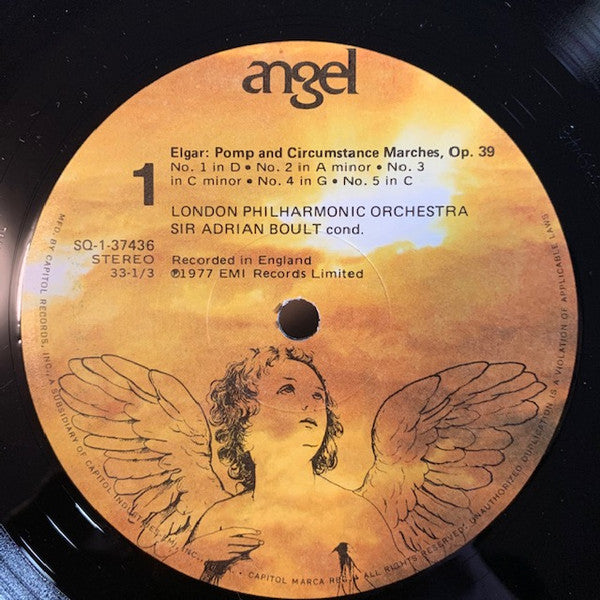 angel
1
Elgar: Pomp and Circumstance Marches, Op. 39
No. 1 in D • No. 2 in A minor • No. 3
in C minor • No. 4 in G • No. 5 in C
LONDON PHILHARMONIC ORCHESTRA
SIR ADRIAN BOULT cond.
SQ-1-37436
STEREO
33-1/3
Recorded in England
℗1977 EMI Records Limited
MFD. BY CAPITOL RECORDS, INC., A SUBSIDIARY OF CAPITOL INDUSTRIES • CAPITOL MARCA REG. • ALL RIGHTS RESERVED. UNAUTHORIZED DUPLICATION IS A VIOLATION OF APPLICABLE LAWS.